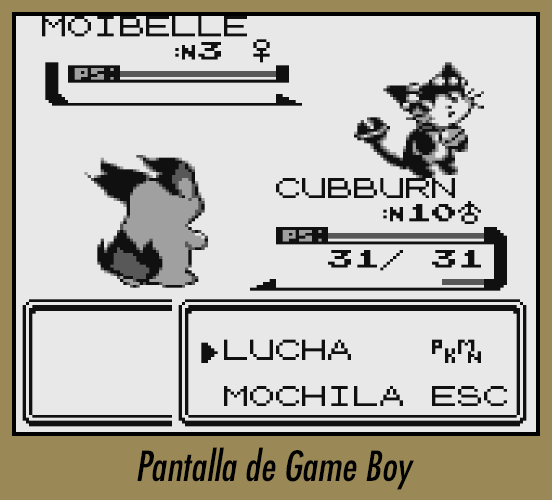 MOIBELLE
:N3 ♀
PS:
CUBBURN
:N10♂
PS:
31/ 31
▶LUCHA PKMN
MOCHILA ESC
Pantalla de Game Boy